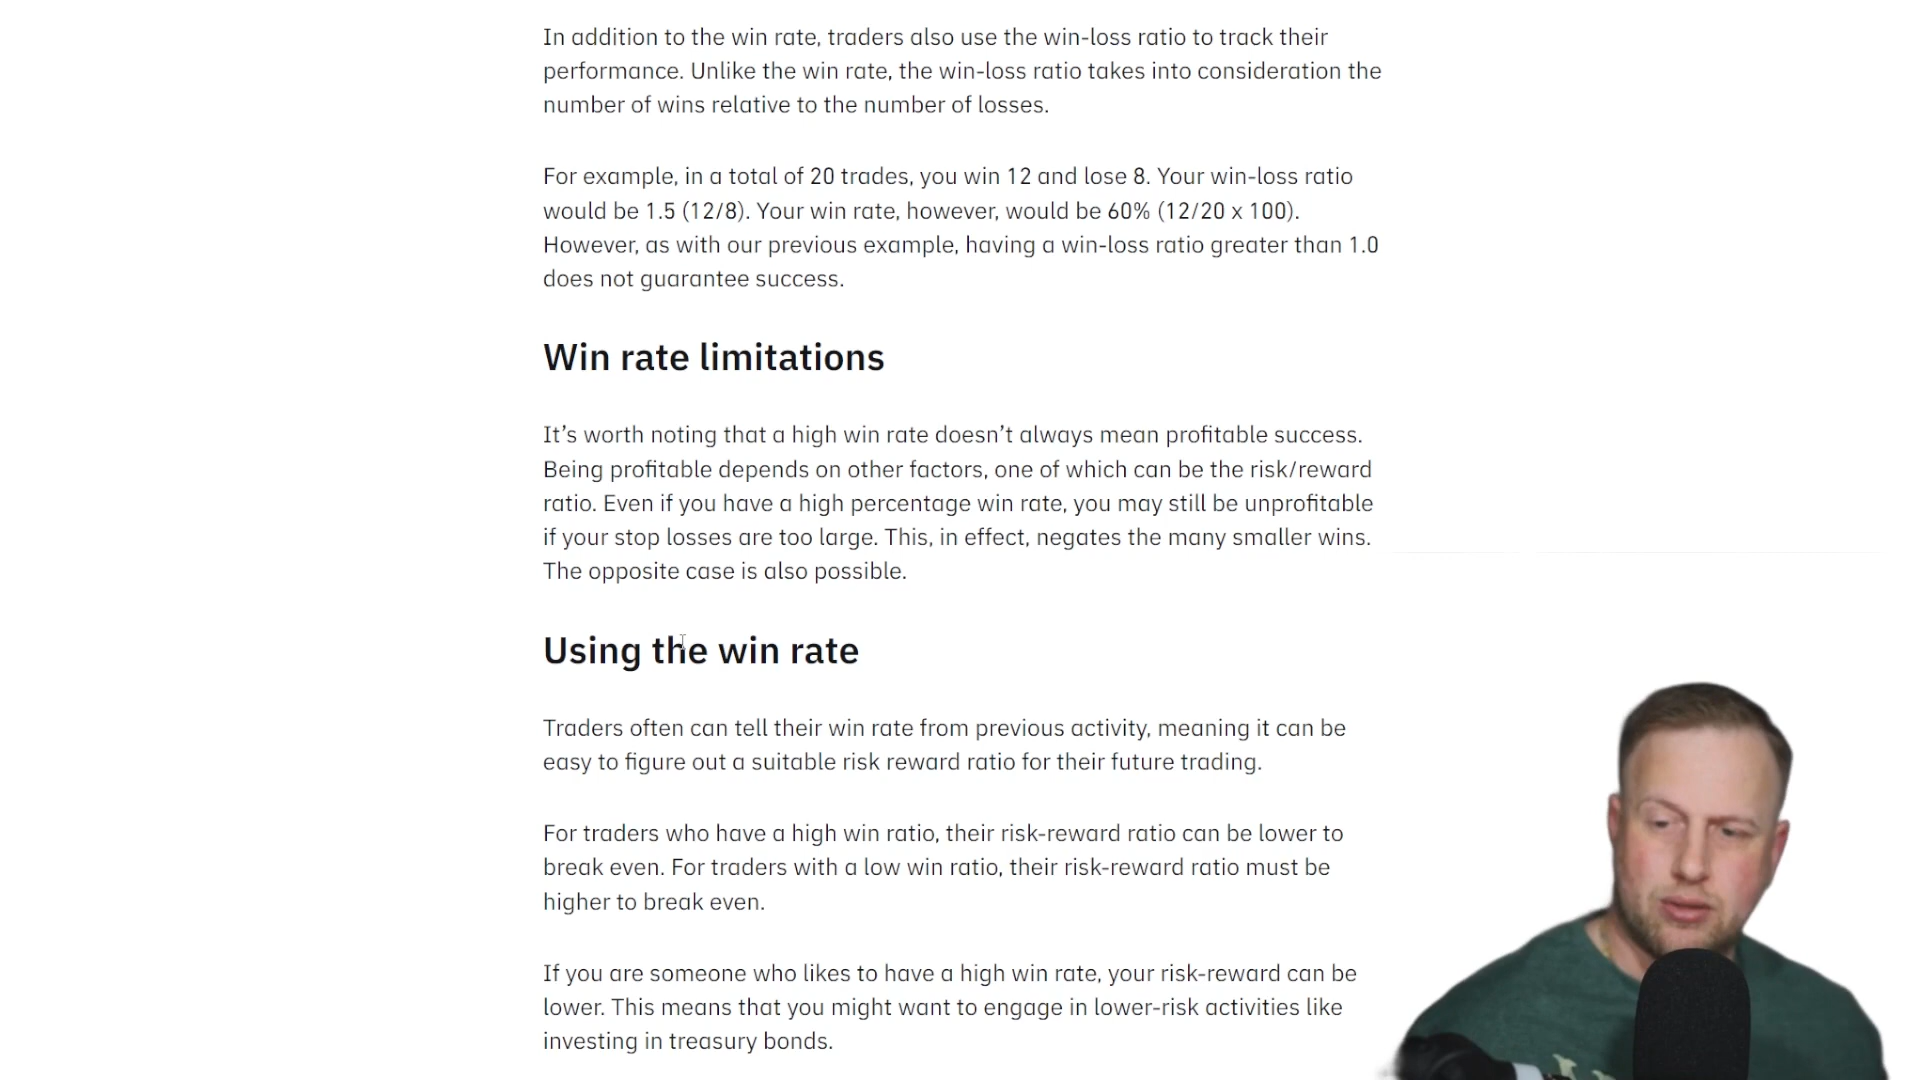 In addition to the win rate, traders also use the win-loss ratio to track their
performance. Unlike the win rate, the win-loss ratio takes into consideration the
number of wins relative to the number of losses.
For example, in a total of 20 trades, you win 12 and lose 8. Your win-loss ratio
would be 1.5 (12/8). Your win rate, however, would be 60% (12/20 x 100).
However, as with our previous example, having a win-loss ratio greater than 1.0
does not guarantee success.
Win rate limitations
It’s worth noting that a high win rate doesn’t always mean profitable success.
Being profitable depends on other factors, one of which can be the risk/reward
ratio. Even if you have a high percentage win rate, you may still be unprofitable
if your stop losses are too large. This, in effect, negates the many smaller wins.
The opposite case is also possible.
Using the win rate
Traders often can tell their win rate from previous activity, meaning it can be
easy to figure out a suitable risk reward ratio for their future trading.
For traders who have a high win ratio, their risk-reward ratio can be lower to
break even. For traders with a low win ratio, their risk-reward ratio must be
higher to break even.
If you are someone who likes to have a high win rate, your risk-reward can be
lower. This means that you might want to engage in lower-risk activities like
investing in treasury bonds.